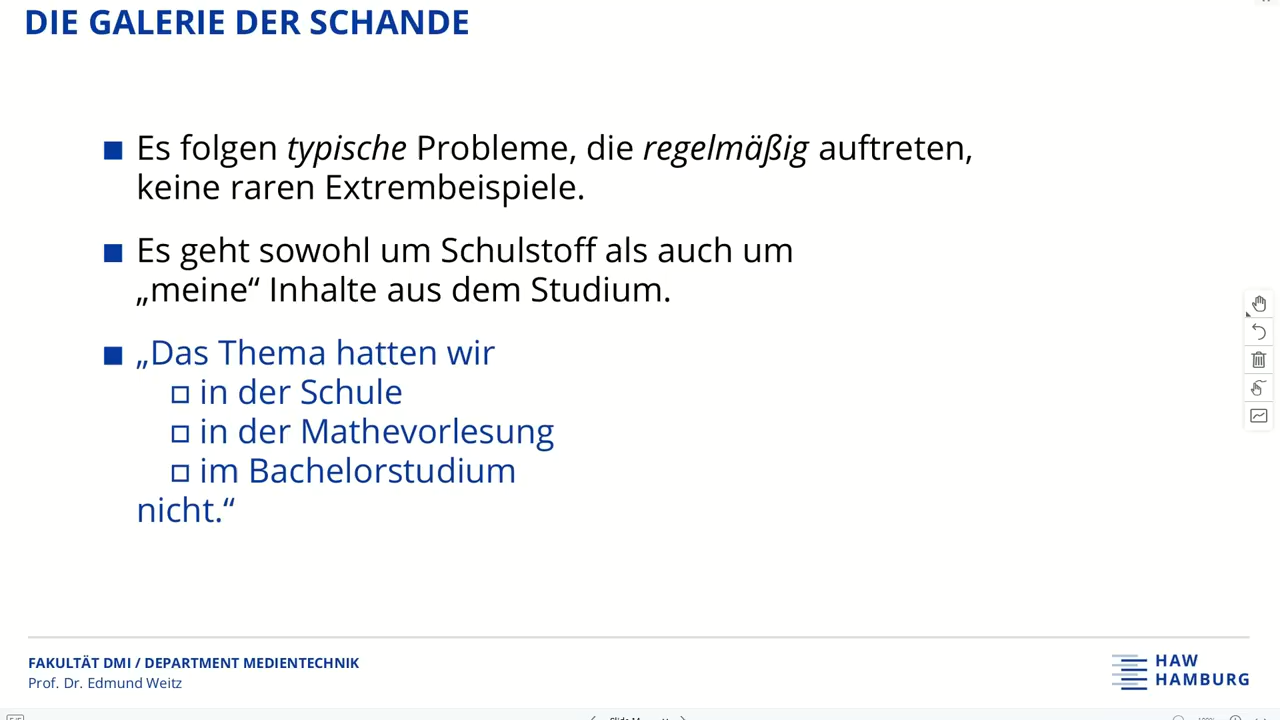 DIE GALERIE DER SCHANDE
Es folgen typische Probleme, die regelmäßig auftreten,
keine raren Extrembeispiele.
Es geht sowohl um Schulstoff als auch um
„meine“ Inhalte aus dem Studium.
„Das Thema hatten wir
in der Schule
in der Mathevorlesung
im Bachelorstudium
nicht.“
FAKULTÄT DMI / DEPARTMENT MEDIENTECHNIK
Prof. Dr. Edmund Weitz
HAW
HAMBURG